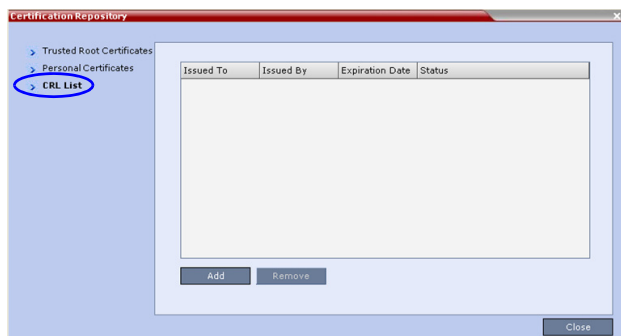 Certification Repository
Trusted Root Certificates
Personal Certificates
CRL List
Issued To Issued By Expiration Date Status
Add Remove
Close